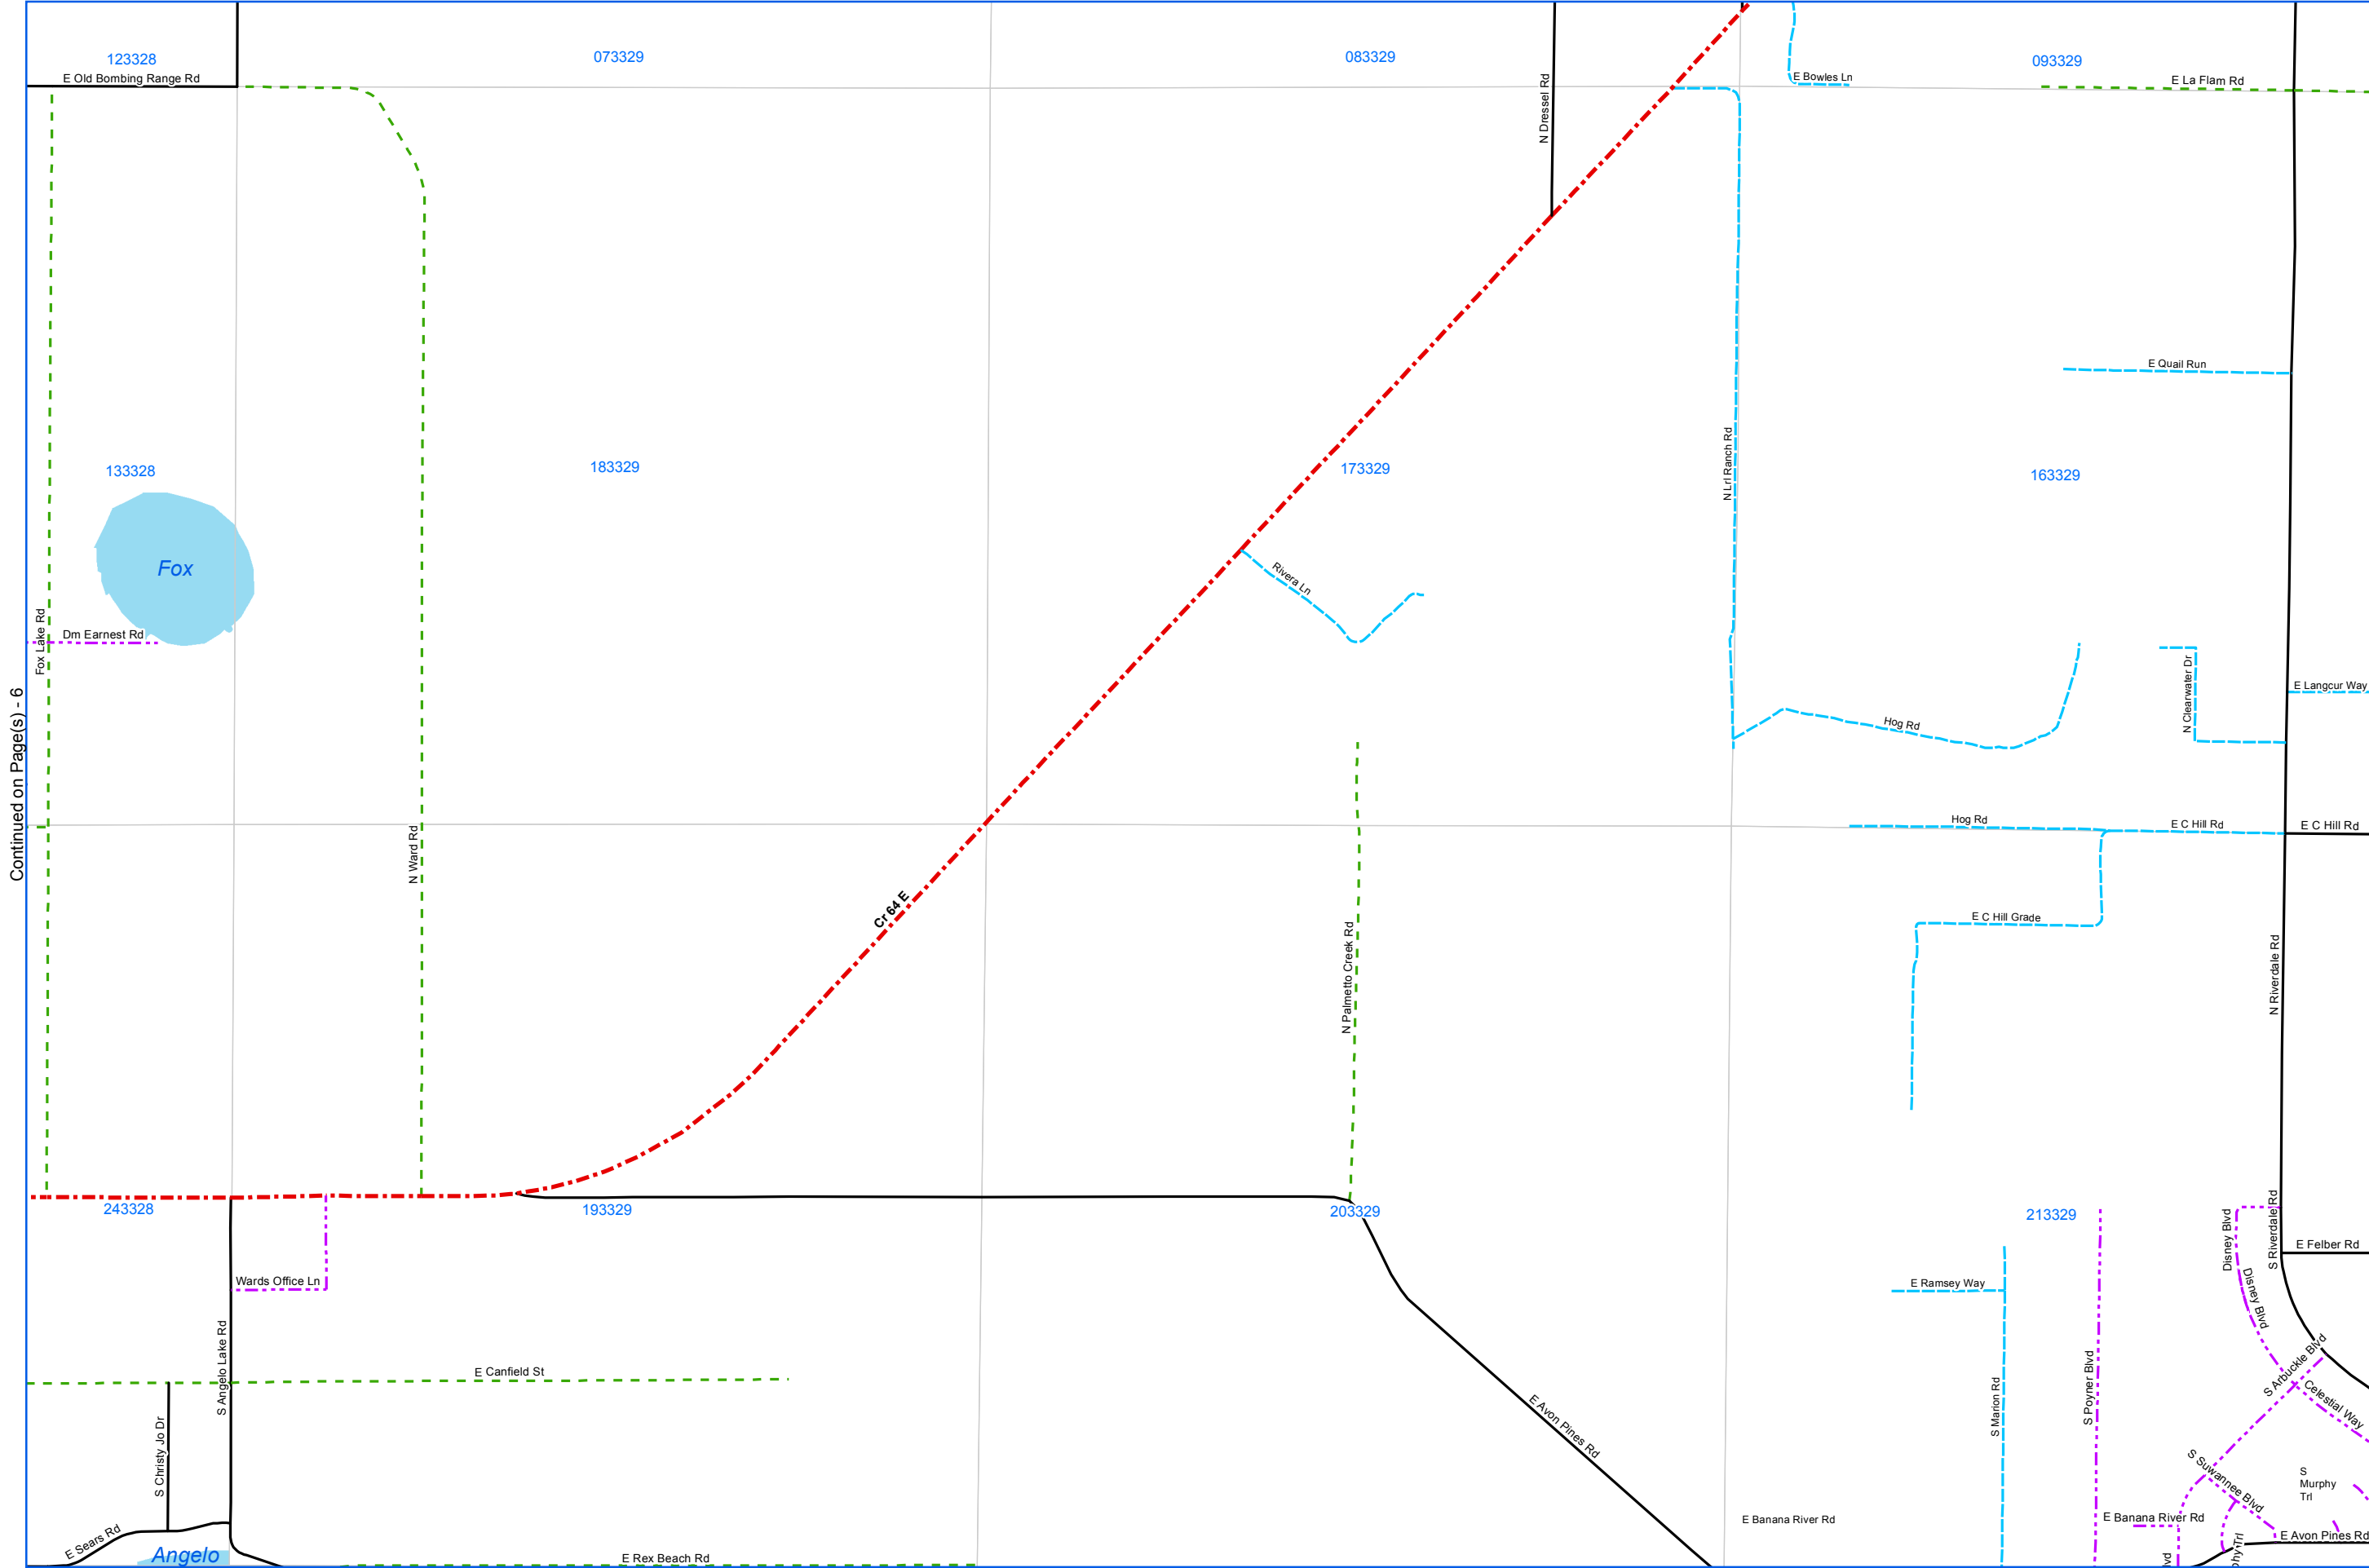 123328
073329
083329
093329
E Old Bombing Range Rd
E Bowles Ln
E La Flam Rd
N Dressel Rd
E Quail Run
N Lrl Ranch Rd
133328
183329
173329
163329
Fox
Rivera Ln
Fox Lake Rd
Dm Earnest Rd
N Clearwater Dr
E Langcur Way
Hog Rd
Continued on Page(s) - 6
N Ward Rd
Hog Rd
E C Hill Rd
E C Hill Rd
Cr 64 E
E C Hill Grade
N Palmetto Creek Rd
N Riverdale Rd
243328
193329
203329
213329
Disney Blvd
S Riverdale Rd
E Felber Rd
Wards Office Ln
E Ramsey Way
Disney Blvd
S Angelo Lake Rd
E Canfield St
S Arbuckle Blvd
S Poyner Blvd
S Marion Rd
Celestial Way
E Avon Pines Rd
S Christy Jo Dr
S Suwannee Blvd
S
Murphy
Trl
E Banana River Rd
E Banana River Rd
E Avon Pines Rd
E Sears Rd
Angelo
E Rex Beach Rd
lvd
phy Trl